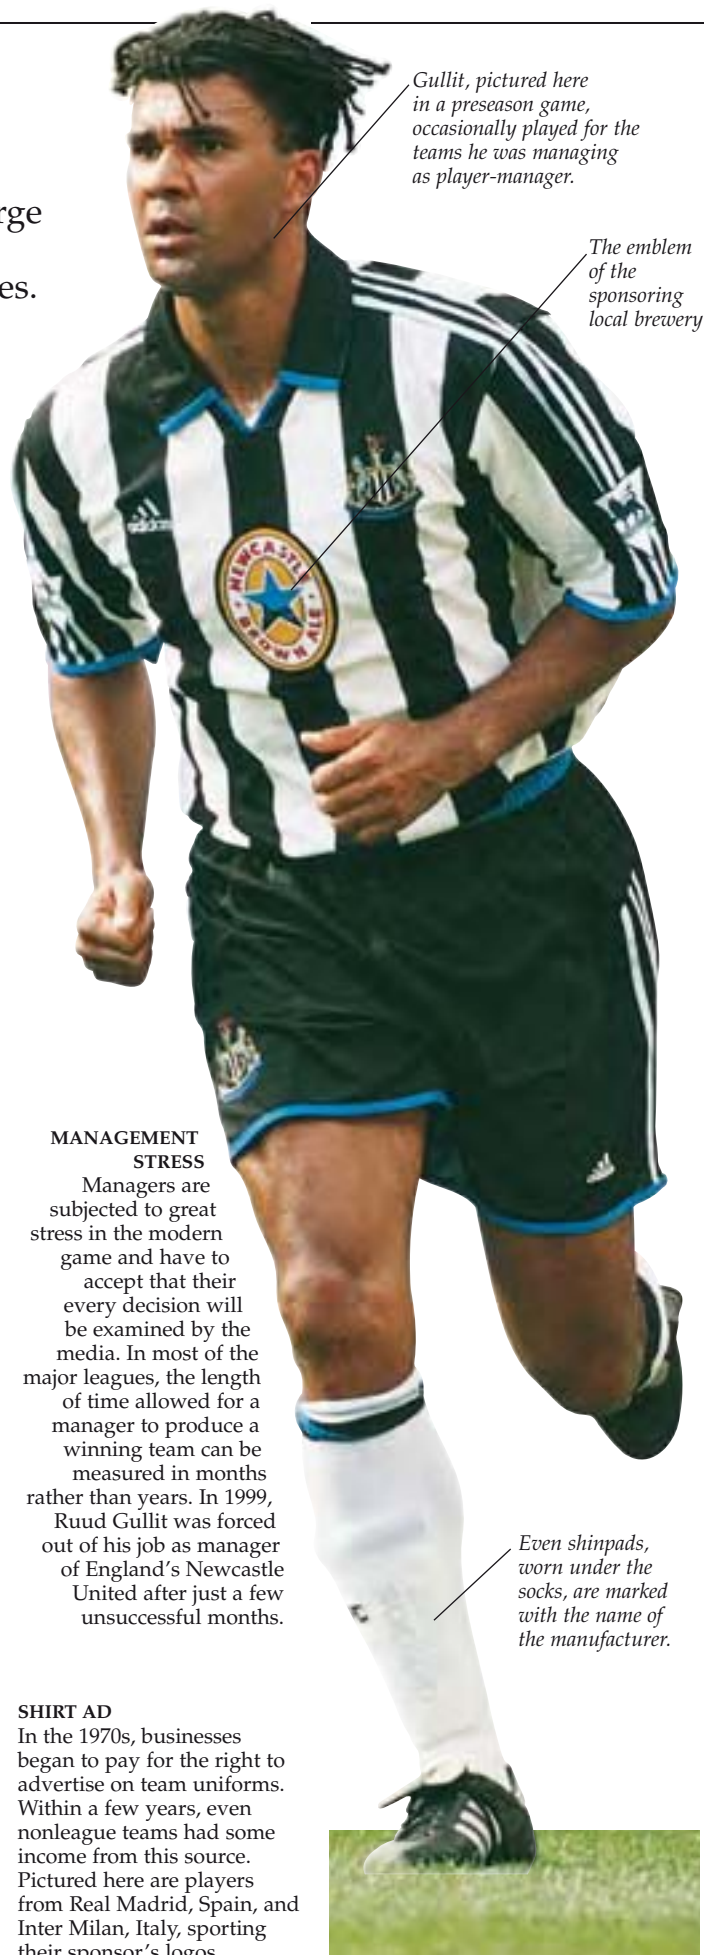 Gullit, pictured here
in a preseason game,
occasionally played for the
teams he was managing
as player-manager.
rge
es.
The emblem
of the
sponsoring
local brewery
adidas
NEWCASTLE
BROWN ALE
MANAGEMENT
STRESS
Managers are
subjected to great
stress in the modern
game and have to
accept that their
every decision will
be examined by the
media. In most of the
major leagues, the length
of time allowed for a
manager to produce a
winning team can be
measured in months
rather than years. In 1999,
Ruud Gullit was forced
out of his job as manager
of England's Newcastle
United after just a few
unsuccessful months.
Even shinpads,
worn under the
socks, are marked
with the name of
the manufacturer.
SHIRT AD
In the 1970s, businesses
began to pay for the right to
advertise on team uniforms.
Within a few years, even
nonleague teams had some
income from this source.
Pictured here are players
from Real Madrid, Spain, and
Inter Milan, Italy, sporting
their sponsor's logos